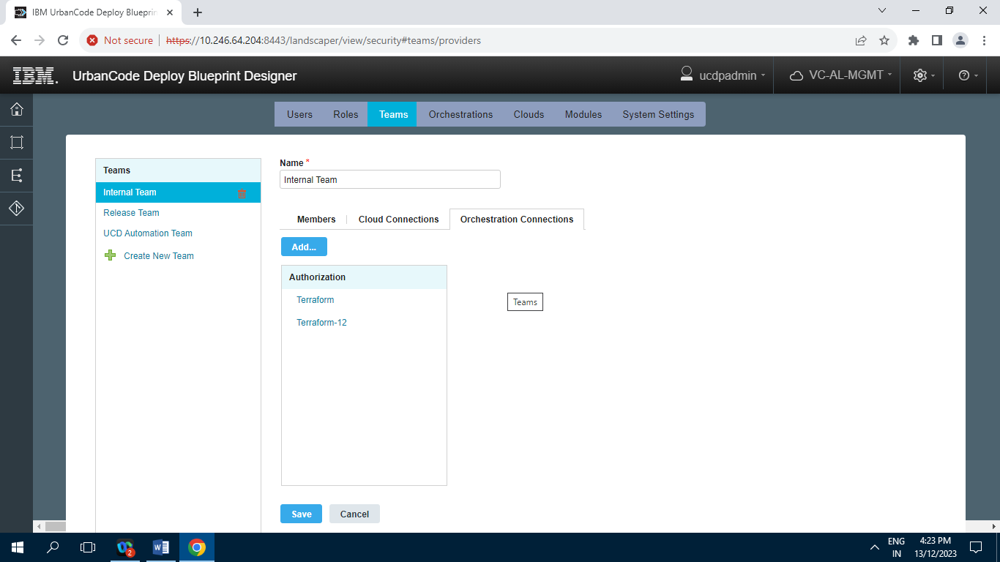 IBM UrbanCode Deploy Blueprin
Not secure https://10.246.64.204:8443/landscaper/view/security#teams/providers
IBM. UrbanCode Deploy Blueprint Designer ucdpadmin VC-AL-MGMT
Users Roles Teams Orchestrations Clouds Modules System Settings
Teams
Internal Team
Release Team
UCD Automation Team
Create New Team
Name *
Internal Team
Members Cloud Connections Orchestration Connections
Add...
Authorization
Terraform
Terraform-12
Teams
Save Cancel
2
W
ENG
IN
4:23 PM
13/12/2023